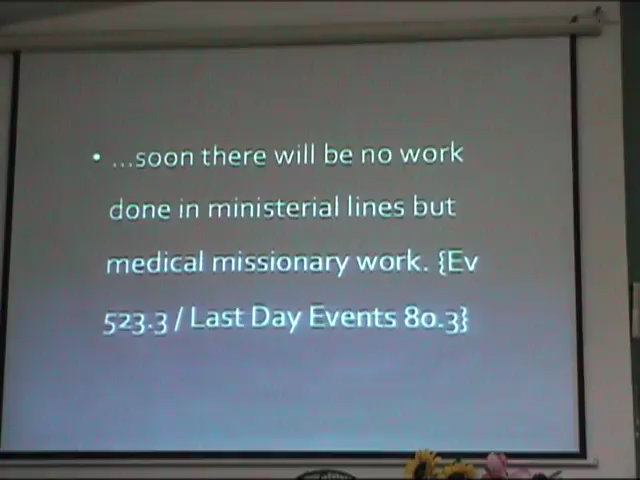 • ...soon there will be no work
done in ministerial lines but
medical missionary work. {Ev
523.3 / Last Day Events 80.3}